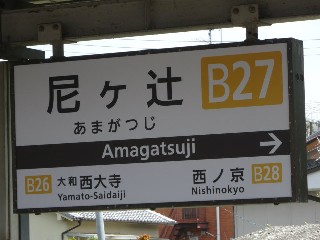 尼ヶ辻 B27
あまがつじ
Amagatsuji →
B26 大和西大寺 西ノ京 B28
Yamato-Saidaiji Nishinokyo